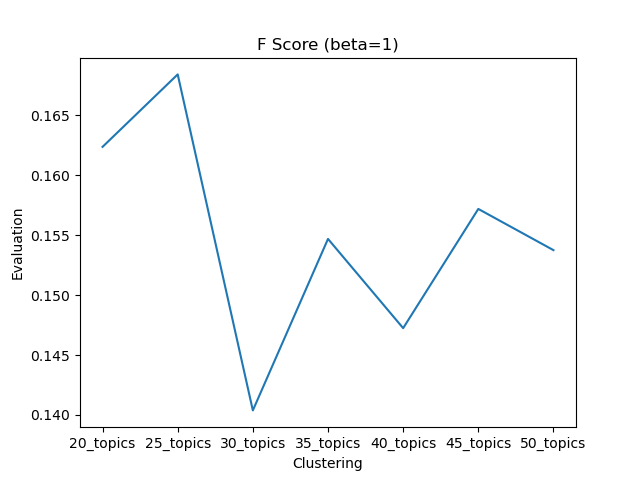 F Score (beta=1)
Evaluation
0.165
0.160
0.155
0.150
0.145
0.140
20_topics 25_topics 30_topics 35_topics 40_topics 45_topics 50_topics
Clustering